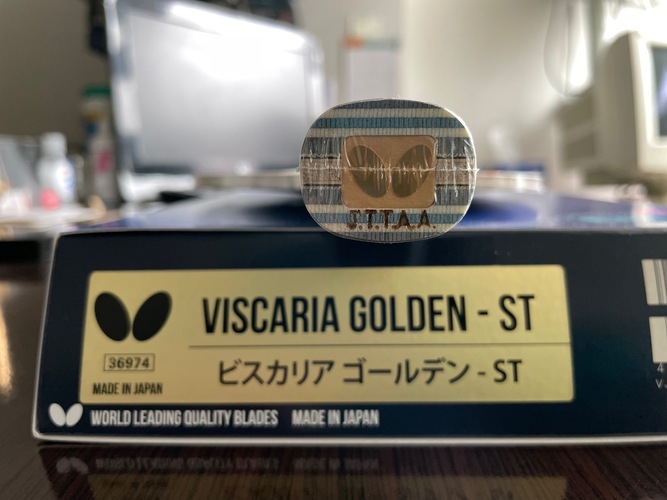 J.T.T.A.A
VISCARIA GOLDEN - ST
36974
ビスカリア ゴールデン - ST
MADE IN JAPAN
WORLD LEADING QUALITY BLADES MADE IN JAPAN